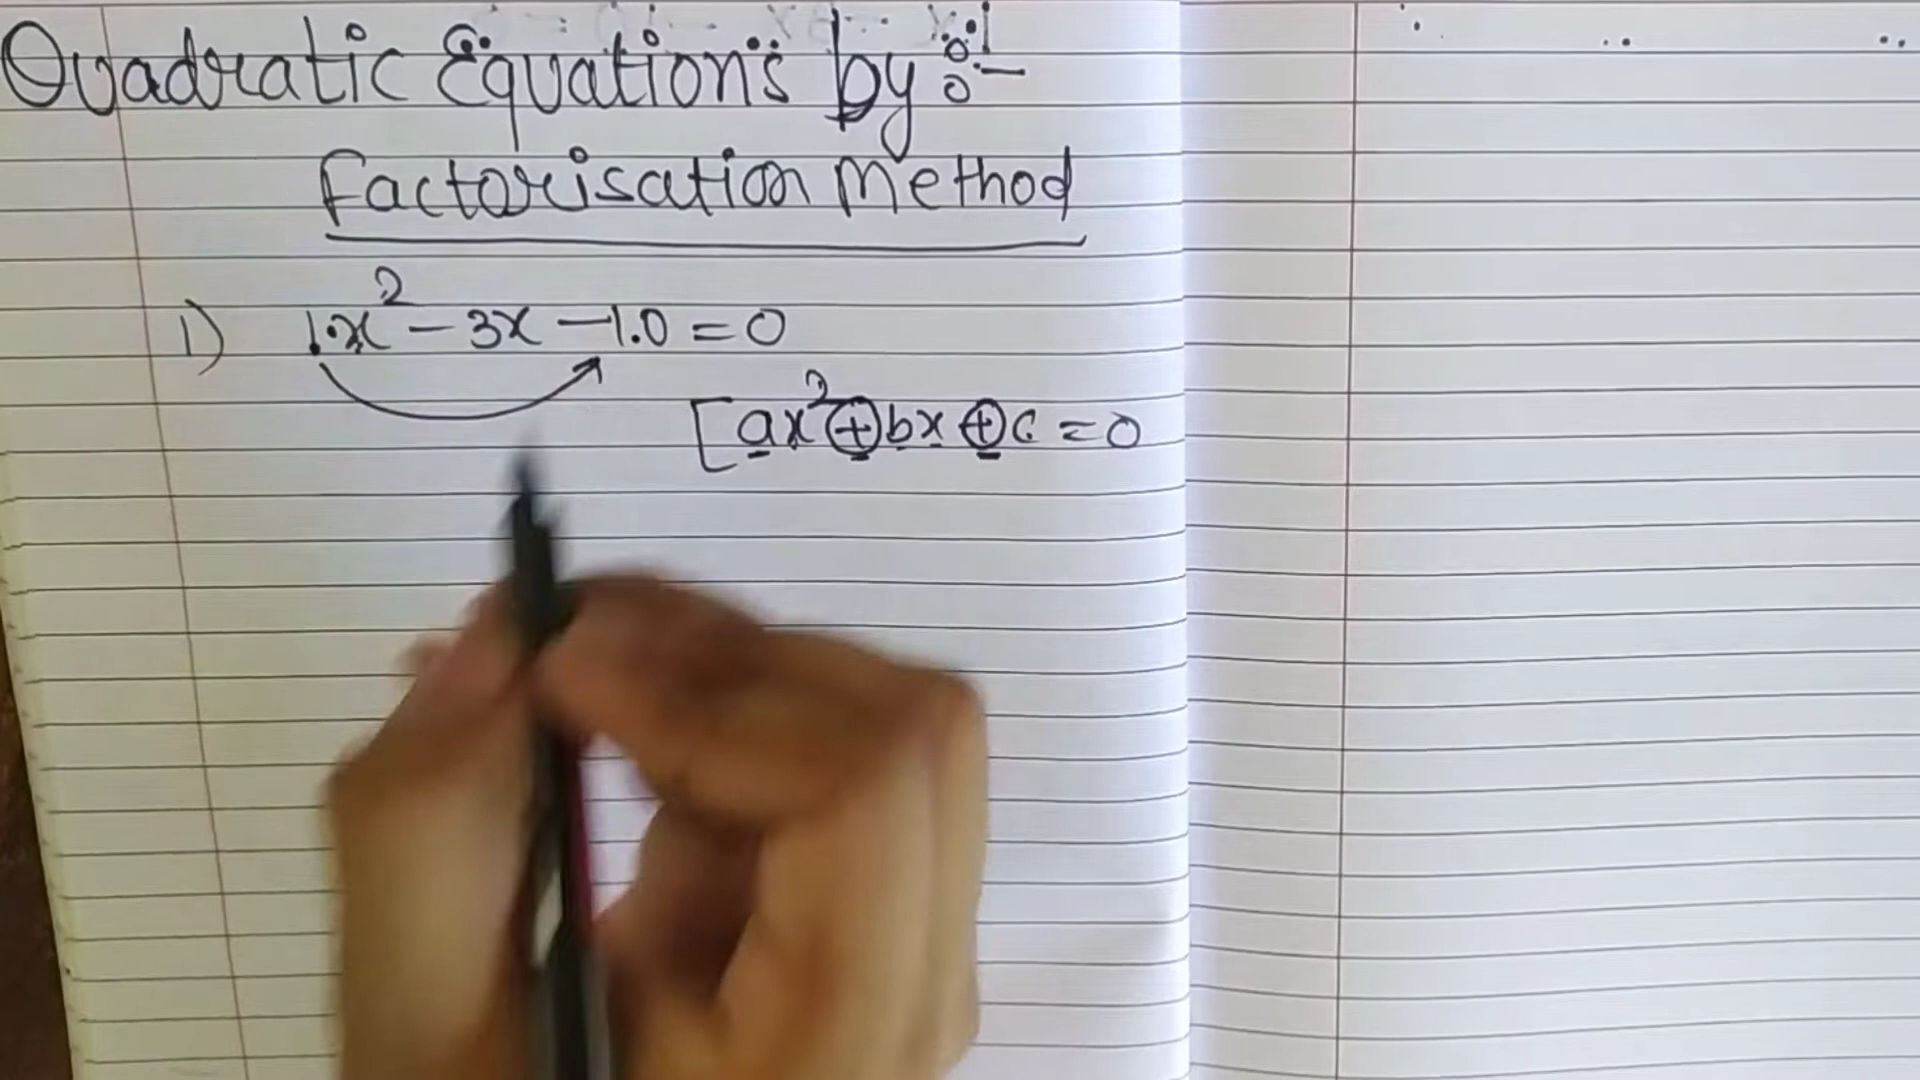 Quadratic Equations by :-
Factorisation Method
1) 1.x² - 3x - 1.0 = 0
[ax² + bx + c = 0